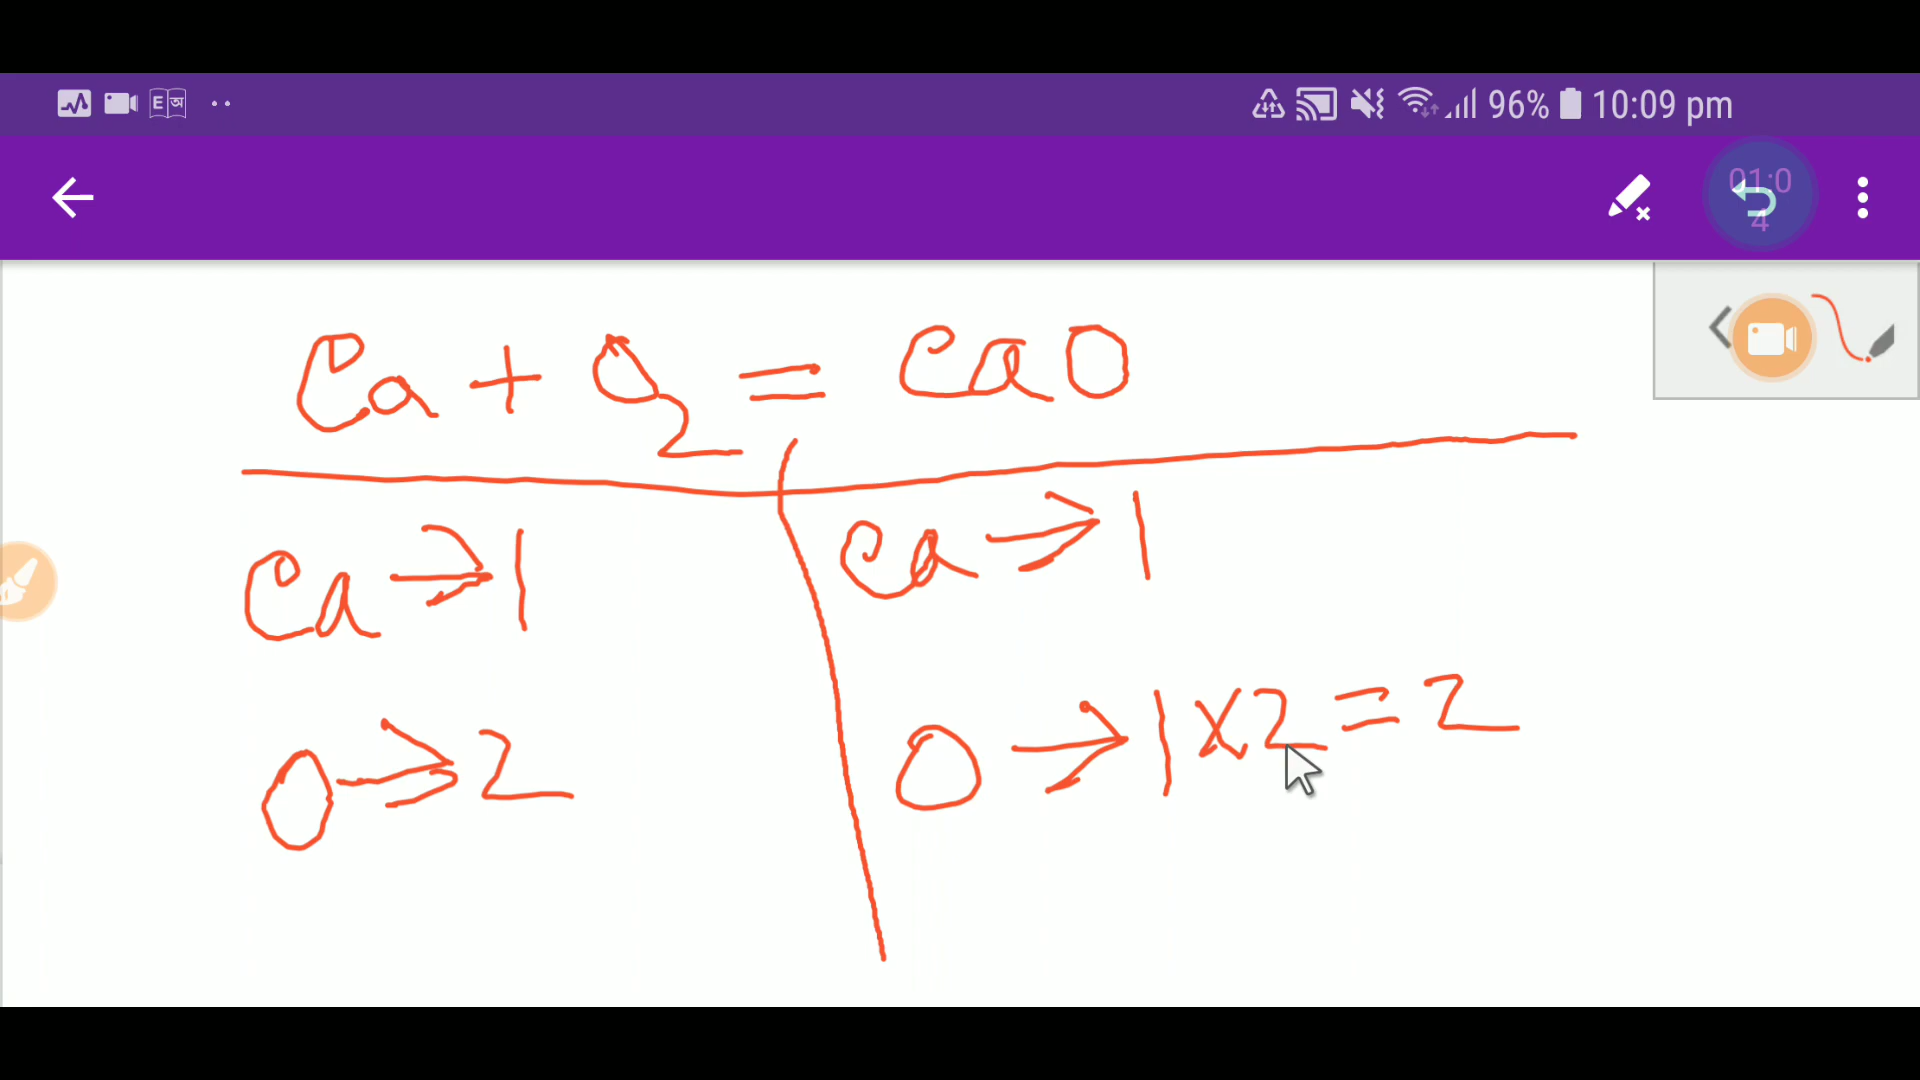 E অ 96% 10:09 pm
01:0
4
Ca + O2 = CaO
Ca → 1
Ca → 1
O → 2
O → 1 x 2 = 2